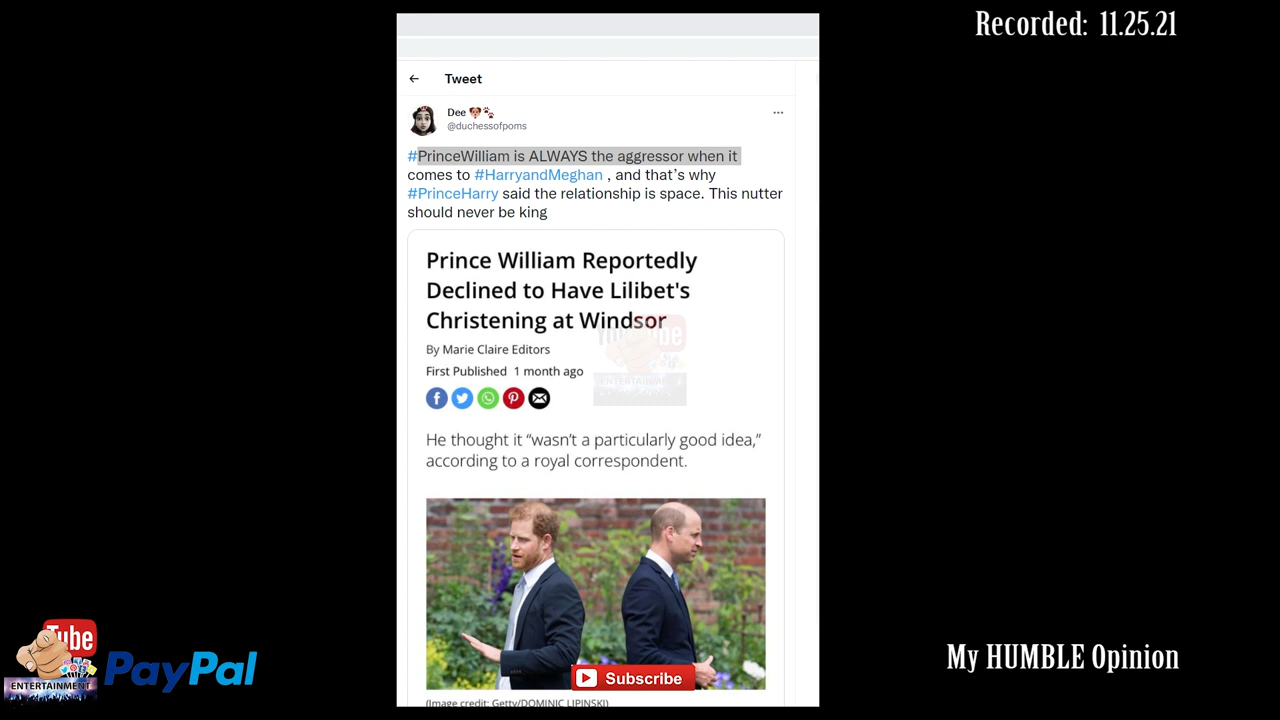 Recorded: 11.25.21
Tweet
Dee
@duchessofpoms
#PrinceWilliam is ALWAYS the aggressor when it
comes to #HarryandMeghan , and that's why
#PrinceHarry said the relationship is space. This nutter
should never be king
Prince William Reportedly
Declined to Have Lilibet's
Christening at Windsor
By Marie Claire Editors
First Published 1 month ago
He thought it “wasn't a particularly good idea,”
according to a royal correspondent.
Subscribe
(Image credit: Getty/DOMINIC LIPINSKI)
Tube
ENTERTAINMENT
PayPal
My HUMBLE Opinion